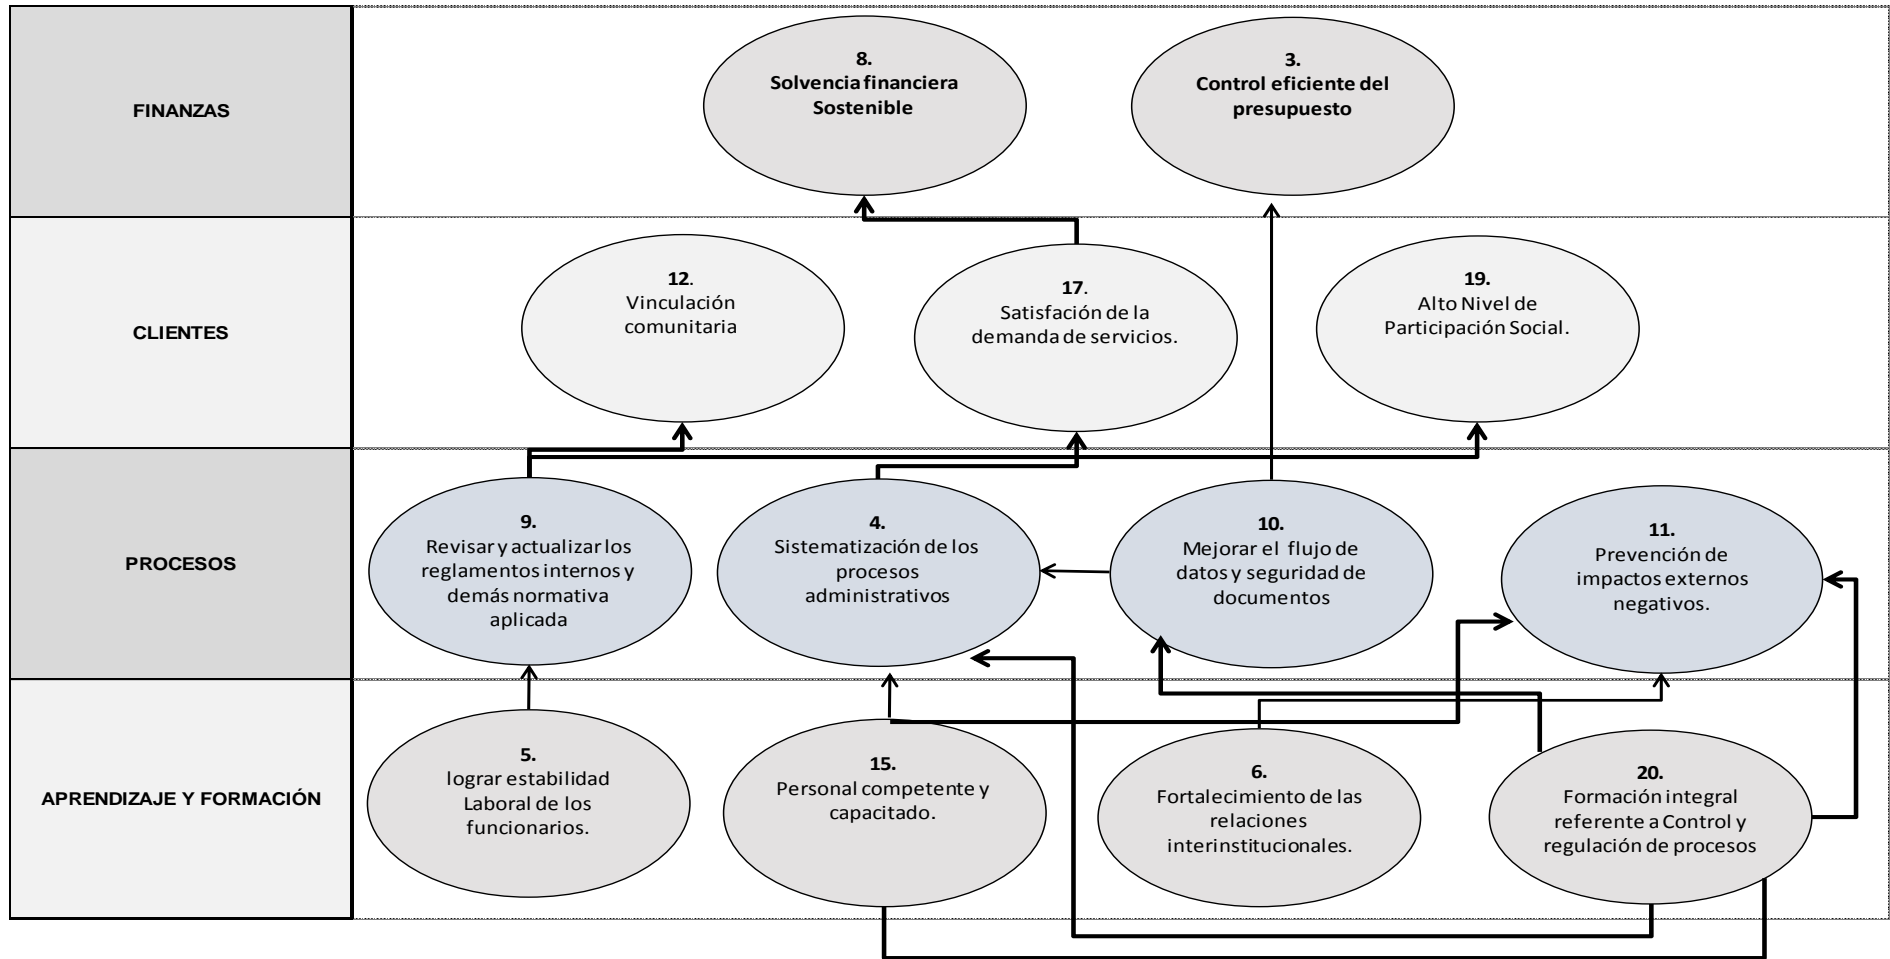 FINANZAS
8.
Solvencia financiera
Sostenible
3.
Control eficiente del
presupuesto
CLIENTES
12.
Vinculación
comunitaria
17.
Satisfación de la
demanda de servicios.
19.
Alto Nivel de
Participación Social.
PROCESOS
9.
Revisar y actualizar los
reglamentos internos y
demás normativa
aplicada
4.
Sistematización de los
procesos
administrativos
10.
Mejorar el flujo de
datos y seguridad de
documentos
11.
Prevención de
impactos externos
negativos.
APRENDIZAJE Y FORMACIÓN
5.
lograr estabilidad
Laboral de los
funcionarios.
15.
Personal competente y
capacitado.
6.
Fortalecimiento de las
relaciones
interinstitucionales.
20.
Formación integral
referente a Control y
regulación de procesos